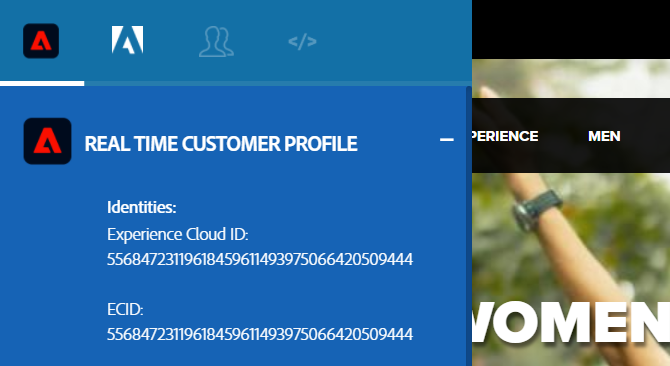 </>
PERIENCE MEN
REAL TIME CUSTOMER PROFILE
Identities:
Experience Cloud ID:
55684723119618459611493975066420509444
ECID:
55684723119618459611493975066420509444
WOMEN